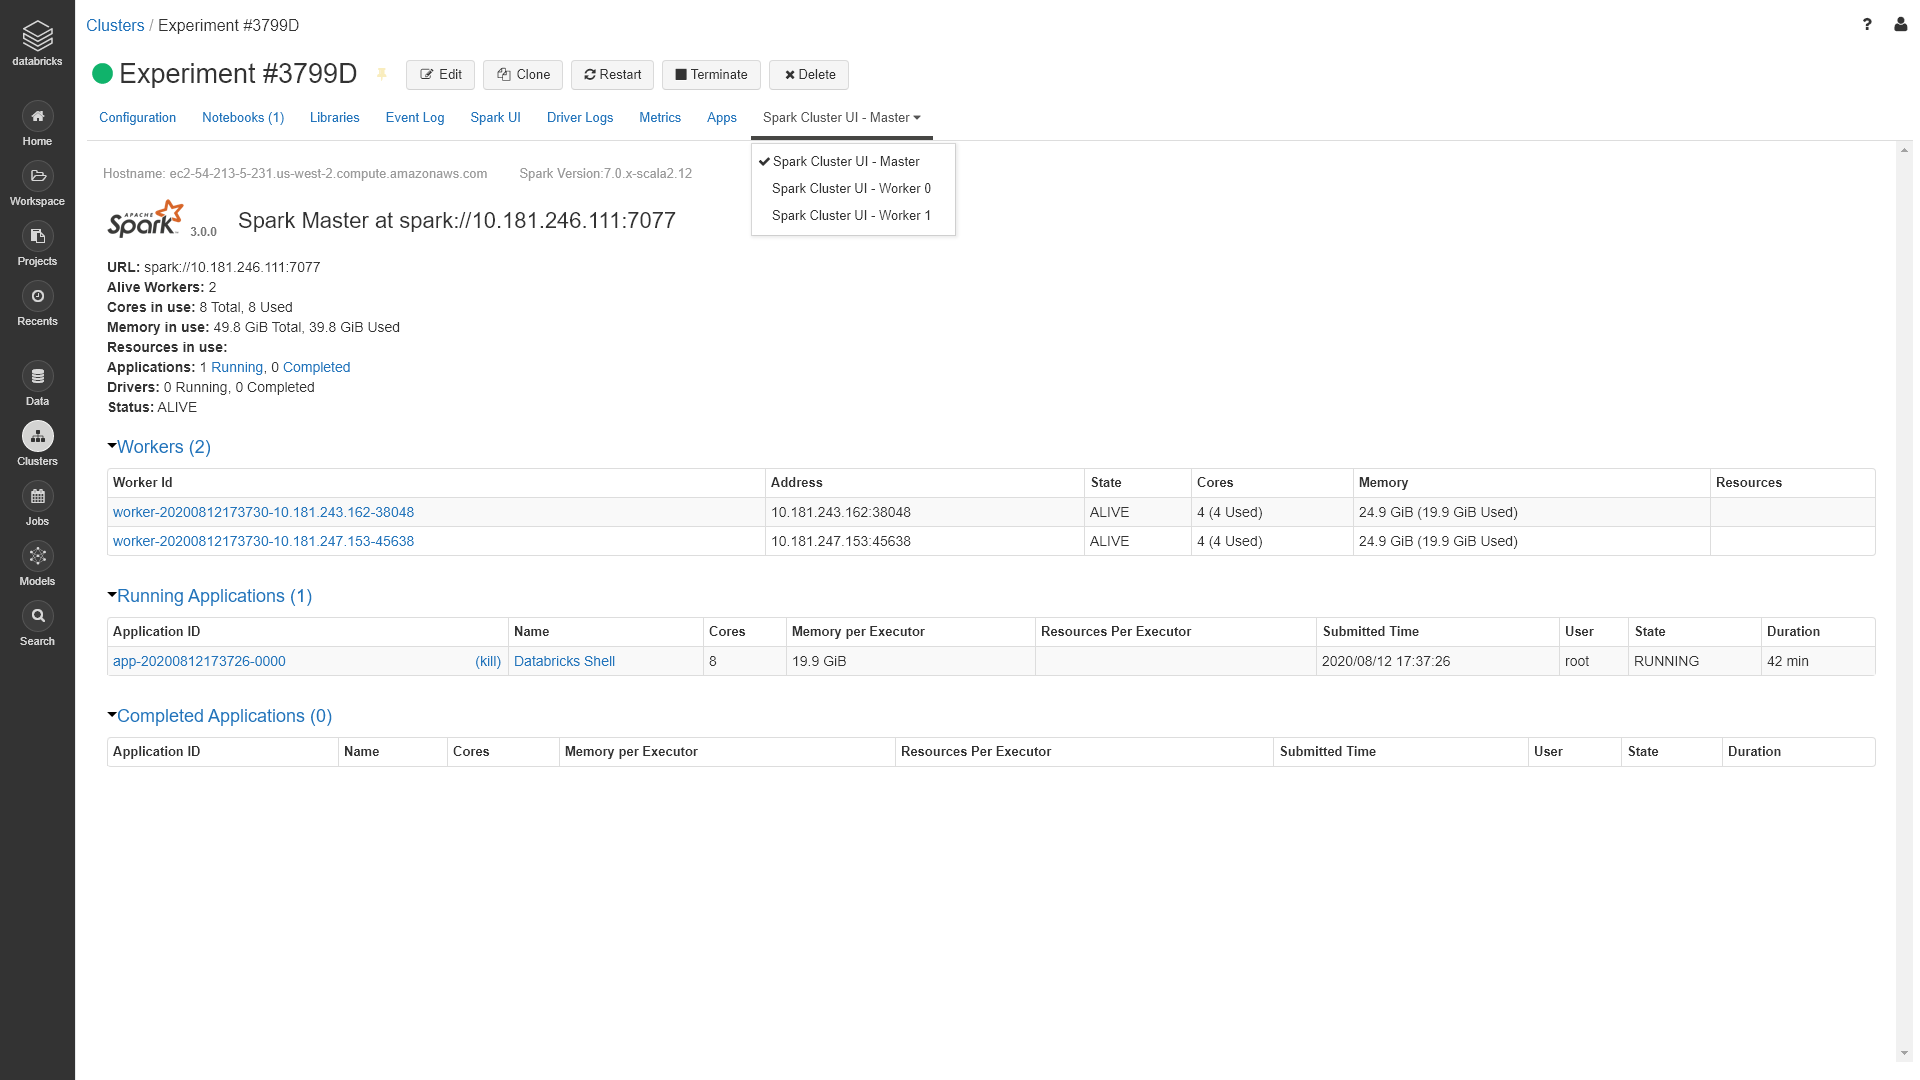 databricks
Home
Workspace
Projects
Recents
Data
Clusters
Jobs
Models
Search
Clusters / Experiment #3799D
?
Experiment #3799D
Edit
Clone
Restart
Terminate
Delete
Configuration
Notebooks (1)
Libraries
Event Log
Spark UI
Driver Logs
Metrics
Apps
Spark Cluster UI - Master
Spark Cluster UI - Master
Spark Cluster UI - Worker 0
Spark Cluster UI - Worker 1
Hostname: ec2-54-213-5-231.us-west-2.compute.amazonaws.com Spark Version:7.0.x-scala2.12
APACHE
Spark 3.0.0 Spark Master at spark://10.181.246.111:7077
URL: spark://10.181.246.111:7077
Alive Workers: 2
Cores in use: 8 Total, 8 Used
Memory in use: 49.8 GiB Total, 39.8 GiB Used
Resources in use:
Applications: 1 Running, 0 Completed
Drivers: 0 Running, 0 Completed
Status: ALIVE
Workers (2)
Worker Id Address State Cores Memory Resources
worker-20200812173730-10.181.243.162-38048 10.181.243.162:38048 ALIVE 4 (4 Used) 24.9 GiB (19.9 GiB Used)
worker-20200812173730-10.181.247.153-45638 10.181.247.153:45638 ALIVE 4 (4 Used) 24.9 GiB (19.9 GiB Used)
Running Applications (1)
Application ID Name Cores Memory per Executor Resources Per Executor Submitted Time User State Duration
app-20200812173726-0000 (kill) Databricks Shell 8 19.9 GiB 2020/08/12 17:37:26 root RUNNING 42 min
Completed Applications (0)
Application ID Name Cores Memory per Executor Resources Per Executor Submitted Time User State Duration